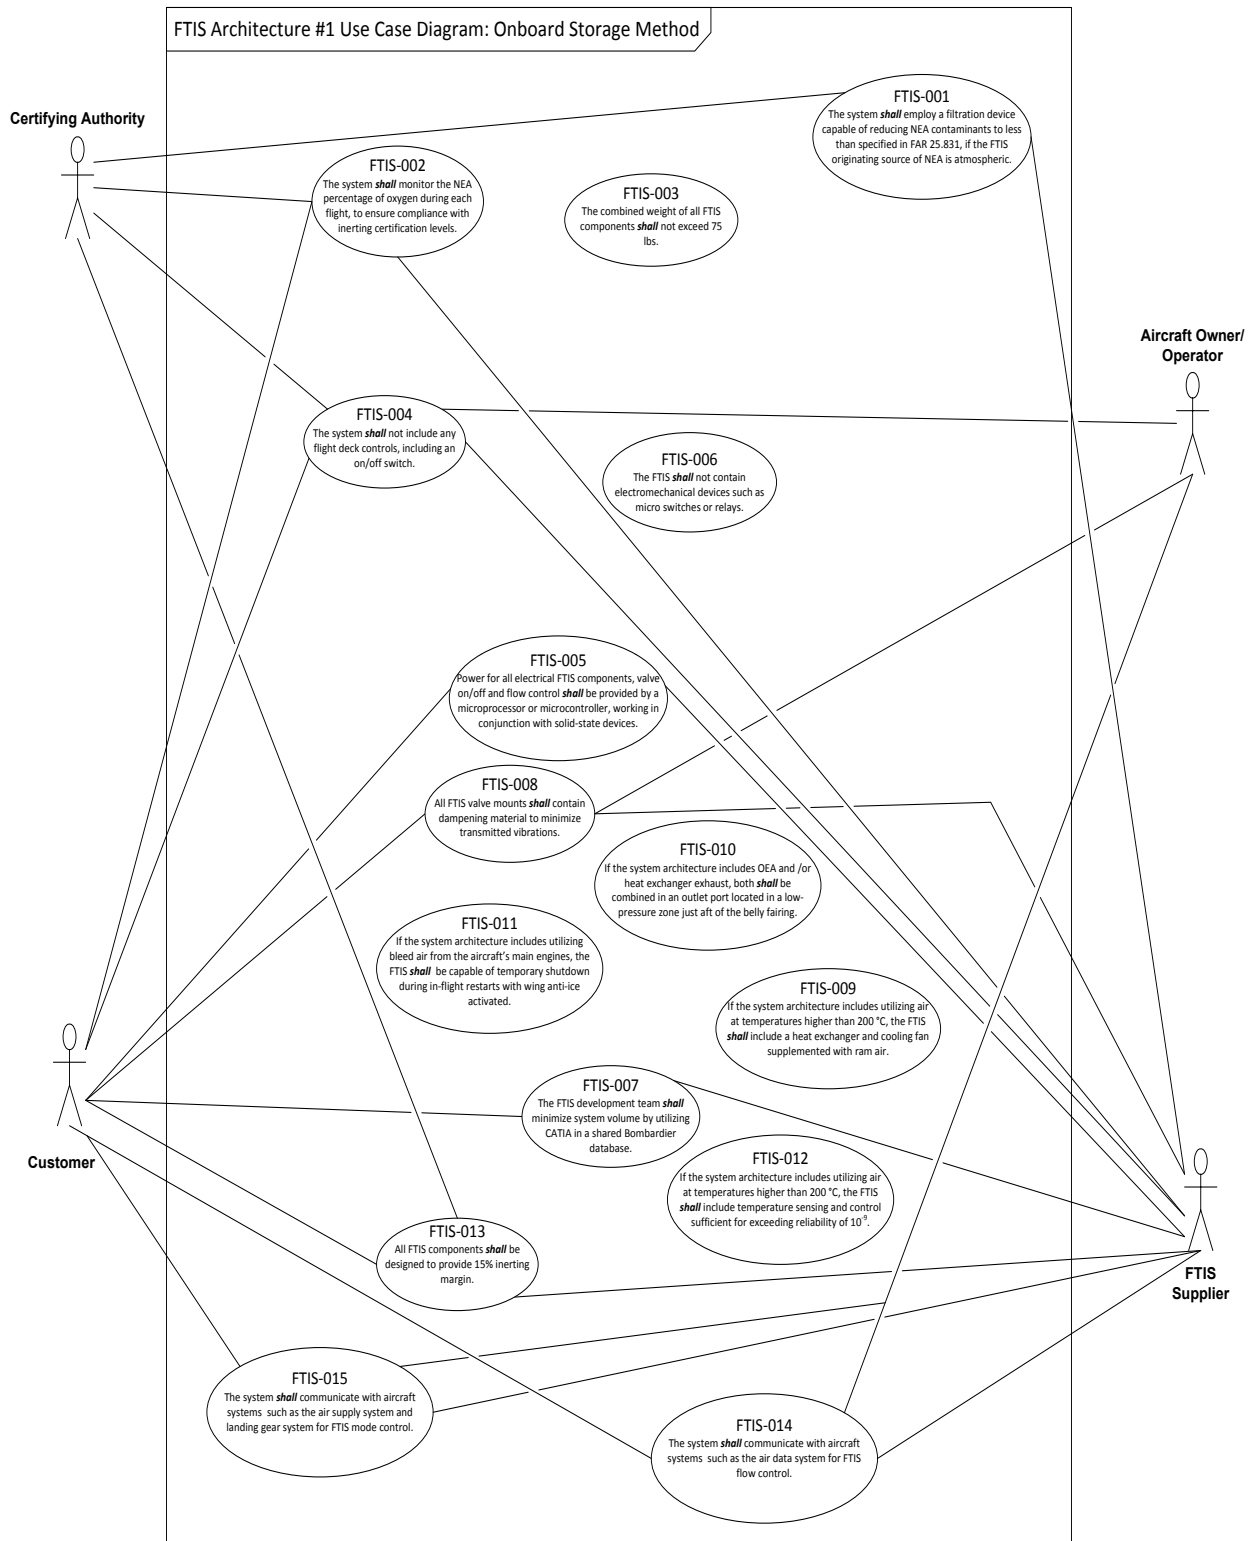 FTIS Architecture #1 Use Case Diagram: Onboard Storage Method
Certifying Authority
FTIS-001
The system shall employ a filtration device
capable of reducing NEA contaminants to less
than specified in FAR 25.831, if the FTIS
originating source of NEA is atmospheric.
FTIS-002
The system shall monitor the NEA
percentage of oxygen during each
flight, to ensure compliance with
inerting certification levels.
FTIS-003
The combined weight of all FTIS
components shall not exceed 75
lbs.
Aircraft Owner/
Operator
FTIS-004
The system shall not include any
flight deck controls, including an
on/off switch.
FTIS-006
The FTIS shall not contain
electromechanical devices such as
micro switches or relays.
FTIS-005
Power for all electrical FTIS components, valve
on/off and flow control shall be provided by a
microprocessor or microcontroller, working in
conjunction with solid-state devices.
FTIS-008
All FTIS valve mounts shall contain
dampening material to minimize
transmitted vibrations.
FTIS-010
If the system architecture includes OEA and /or
heat exchanger exhaust, both shall be
combined in an outlet port located in a low-
pressure zone just aft of the belly fairing.
FTIS-011
If the system architecture includes utilizing
bleed air from the aircraft's main engines, the
FTIS shall be capable of temporary shutdown
during in-flight restarts with wing anti-ice
activated.
FTIS-009
If the system architecture includes utilizing air
at temperatures higher than 200 °C, the FTIS
shall include a heat exchanger and cooling fan
supplemented with ram air.
FTIS-007
The FTIS development team shall
minimize system volume by utilizing
CATIA in a shared Bombardier
database.
Customer
FTIS-012
If the system architecture includes utilizing air
at temperatures higher than 200 °C, the FTIS
shall include temperature sensing and control
sufficient for exceeding reliability of 10⁻⁹.
FTIS-013
All FTIS components shall be
designed to provide 15% inerting
margin.
FTIS
Supplier
FTIS-015
The system shall communicate with aircraft
systems such as the air supply system and
landing gear system for FTIS mode control.
FTIS-014
The system shall communicate with aircraft
systems such as the air data system for FTIS
flow control.